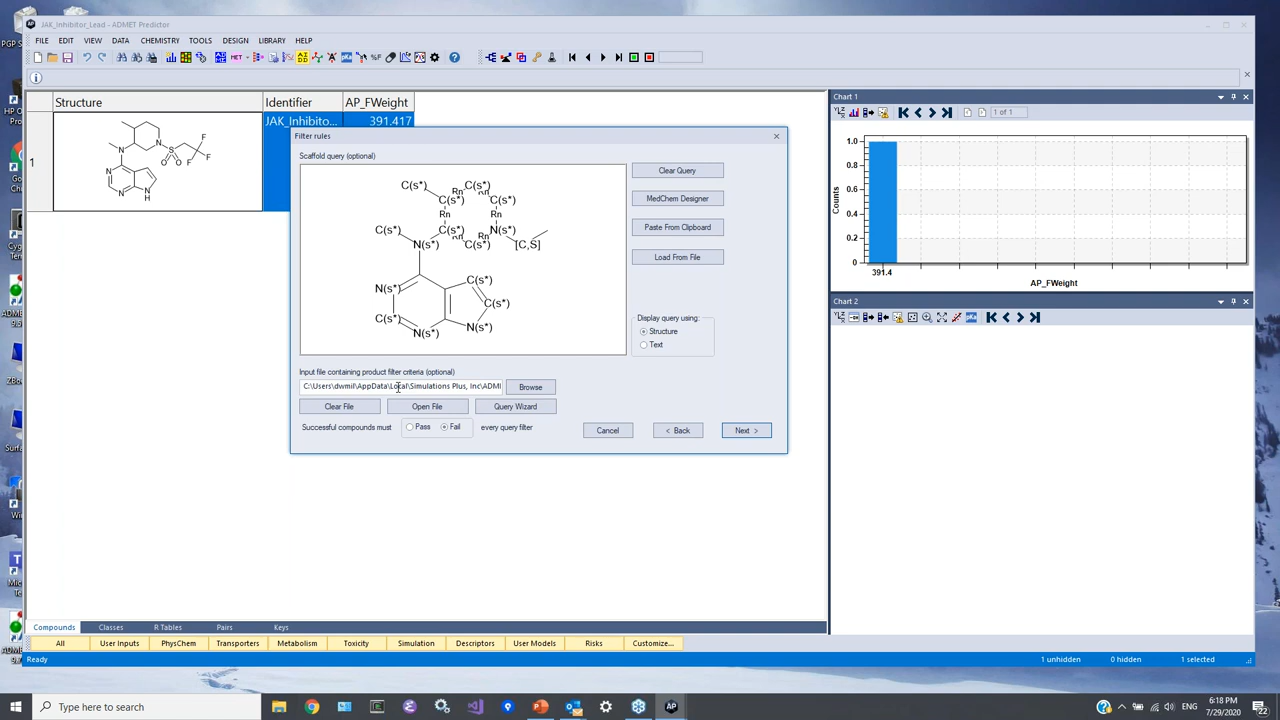 JAK_Inhibitor_Lead - ADMET Predictor
FILE EDIT VIEW DATA CHEMISTRY TOOLS DESIGN LIBRARY HELP
Structure Identifier AP_FWeight
JAK_Inhibito... 391.417
1
Filter rules
Scaffold query (optional)
Clear Query
MedChem Designer
Paste From Clipboard
Load From File
Display query using:
Structure
Text
C(s*) Rn C(s*)
C(s*) C(s*)
Rn Rn
C(s*) C(s*) Rn N(s*)
N(s*) C(s*) [C,S]
N(s*) C(s*)
C(s*)
C(s*) N(s*)
N(s*)
Input file containing product filter criteria (optional)
C:\Users\dwmil\AppData\Local\Simulations Plus, Inc\ADMI Browse
Clear File Open File Query Wizard
Successful compounds must Pass Fail every query filter
Cancel < Back Next >
Chart 1
1 of 1
Counts
1.0
0.8
0.6
0.4
0.2
0
391.4
AP_FWeight
Chart 2
Compounds Classes R Tables Pairs Keys
All User Inputs PhysChem Transporters Metabolism Toxicity Simulation Descriptors User Models Risks Customize...
Ready 1 unhidden 0 hidden 1 selected
Type here to search
6:18 PM
7/29/2020
22